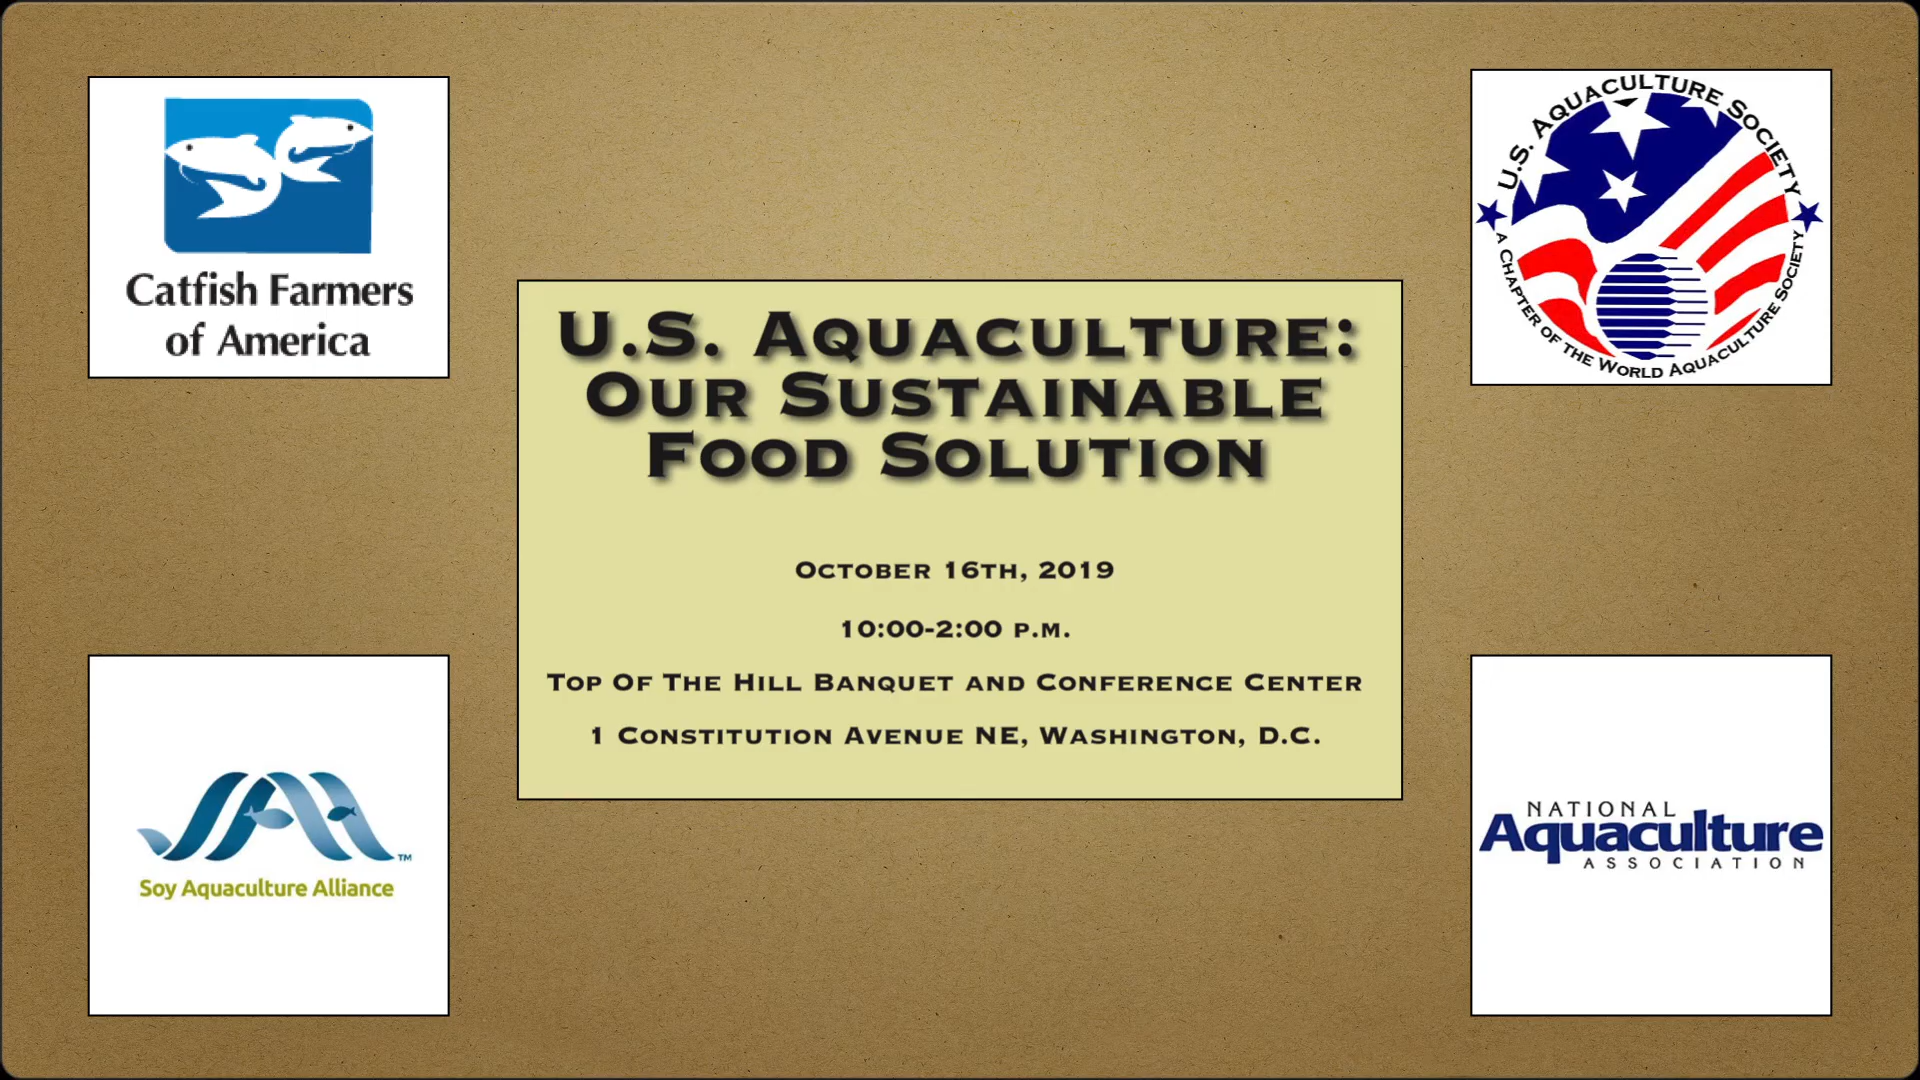 Catfish Farmers
of America
U.S. AQUACULTURE SOCIETY
A CHAPTER OF THE WORLD AQUACULTURE SOCIETY
U.S. AQUACULTURE:
OUR SUSTAINABLE
FOOD SOLUTION
OCTOBER 16TH, 2019
10:00-2:00 P.M.
TOP OF THE HILL BANQUET AND CONFERENCE CENTER
1 CONSTITUTION AVENUE NE, WASHINGTON, D.C.
™
Soy Aquaculture Alliance
NATIONAL
Aquaculture
ASSOCIATION